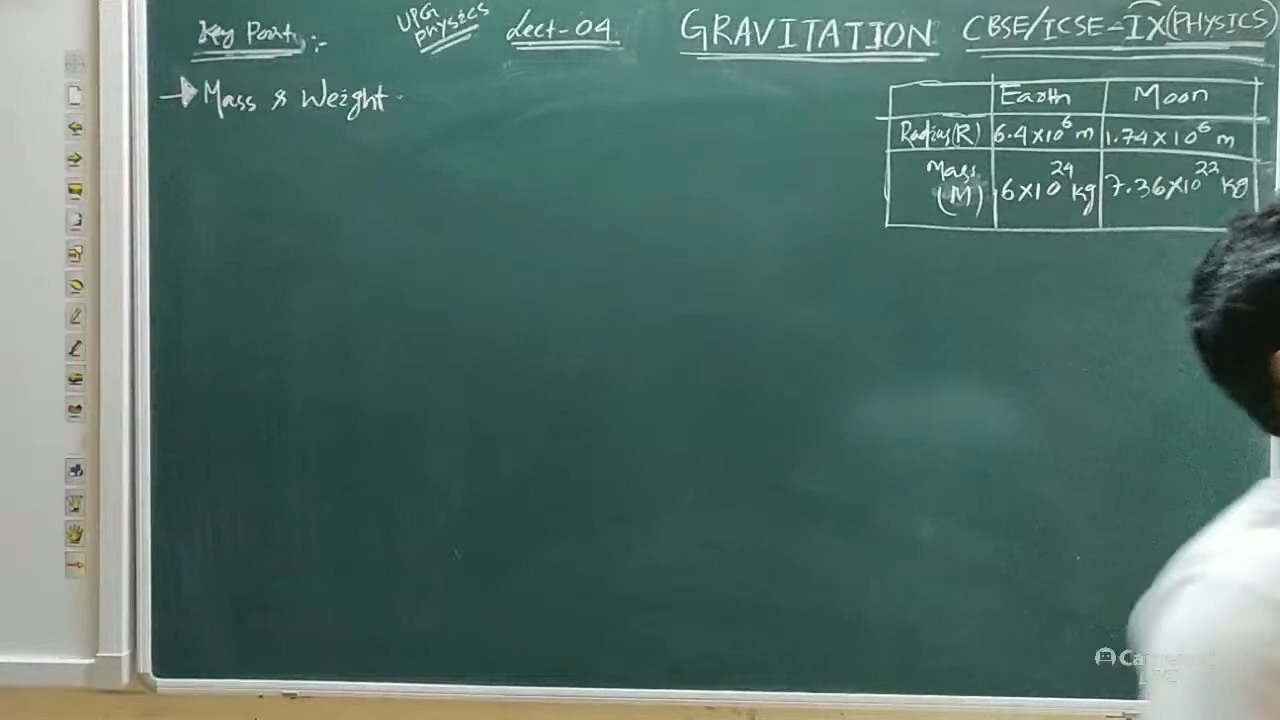 Key Point :-
UPG Physics
Lect-04
GRAVITATION
CBSE/ICSE-IX(PHYSICS)
→ Mass & Weight
Earth Moon
Radius(R) 6.4×10⁶ m 1.74×10⁶ m
Mass (M) 6×10²⁴ kg 7.36×10²² kg